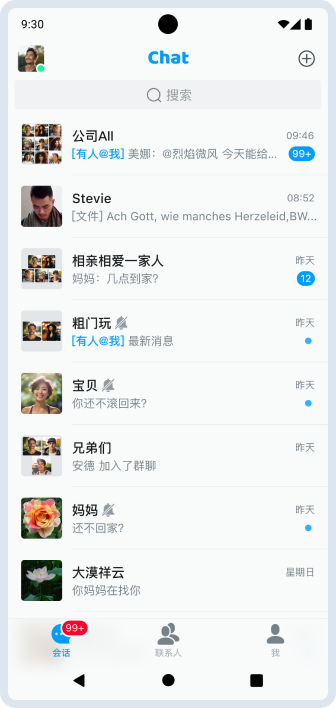 9:30
Chat
搜索
公司All 09:46
[有人@我] 美娜：@烈焰微风 今天能给... 99+
Stevie 08:52
[文件] Ach Gott, wie manches Herzeleid,BW...
相亲相爱一家人 昨天
妈妈：几点到家? 12
粗门玩 昨天
[有人@我] 最新消息
宝贝 昨天
你还不滚回来?
兄弟们 昨天
安德 加入了群聊
妈妈 昨天
还不回家?
大漠祥云 星期日
你妈妈在找你
99+
会话 联系人 我